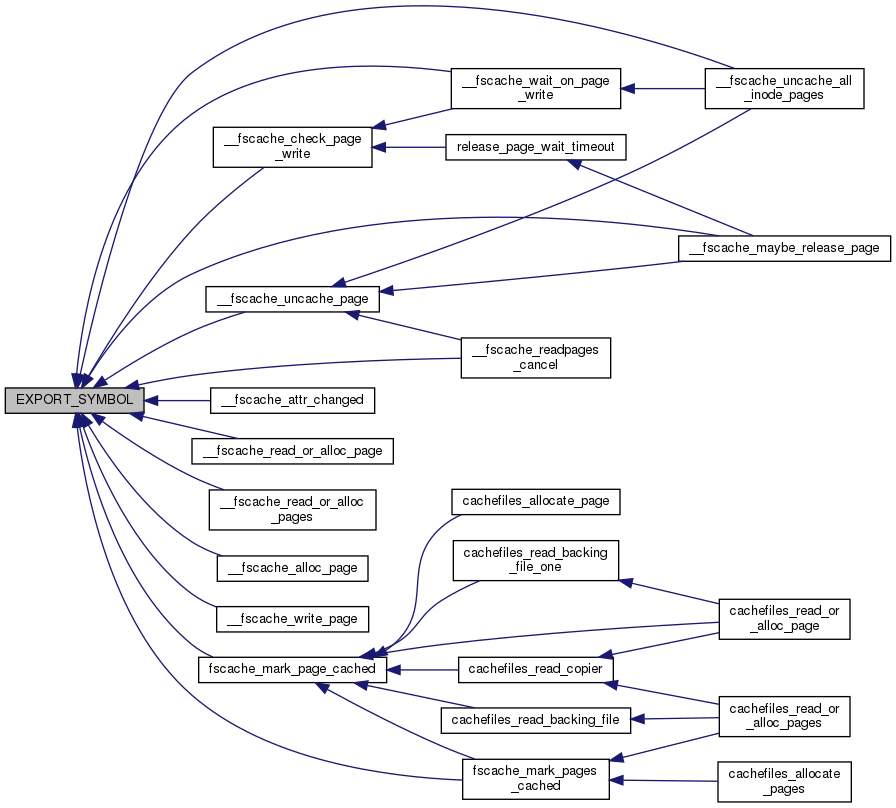 __fscache_uncache_all
_inode_pages
__fscache_wait_on_page
_write
__fscache_check_page
_write
release_page_wait_timeout
__fscache_maybe_release_page
__fscache_uncache_page
__fscache_readpages
_cancel
EXPORT_SYMBOL
__fscache_attr_changed
__fscache_read_or_alloc_page
__fscache_read_or_alloc
_pages
cachefiles_allocate_page
cachefiles_read_backing
_file_one
__fscache_alloc_page
__fscache_write_page
cachefiles_read_or
_alloc_page
fscache_mark_page_cached
cachefiles_read_copier
cachefiles_read_backing_file
cachefiles_read_or
_alloc_pages
fscache_mark_pages
_cached
cachefiles_allocate
_pages